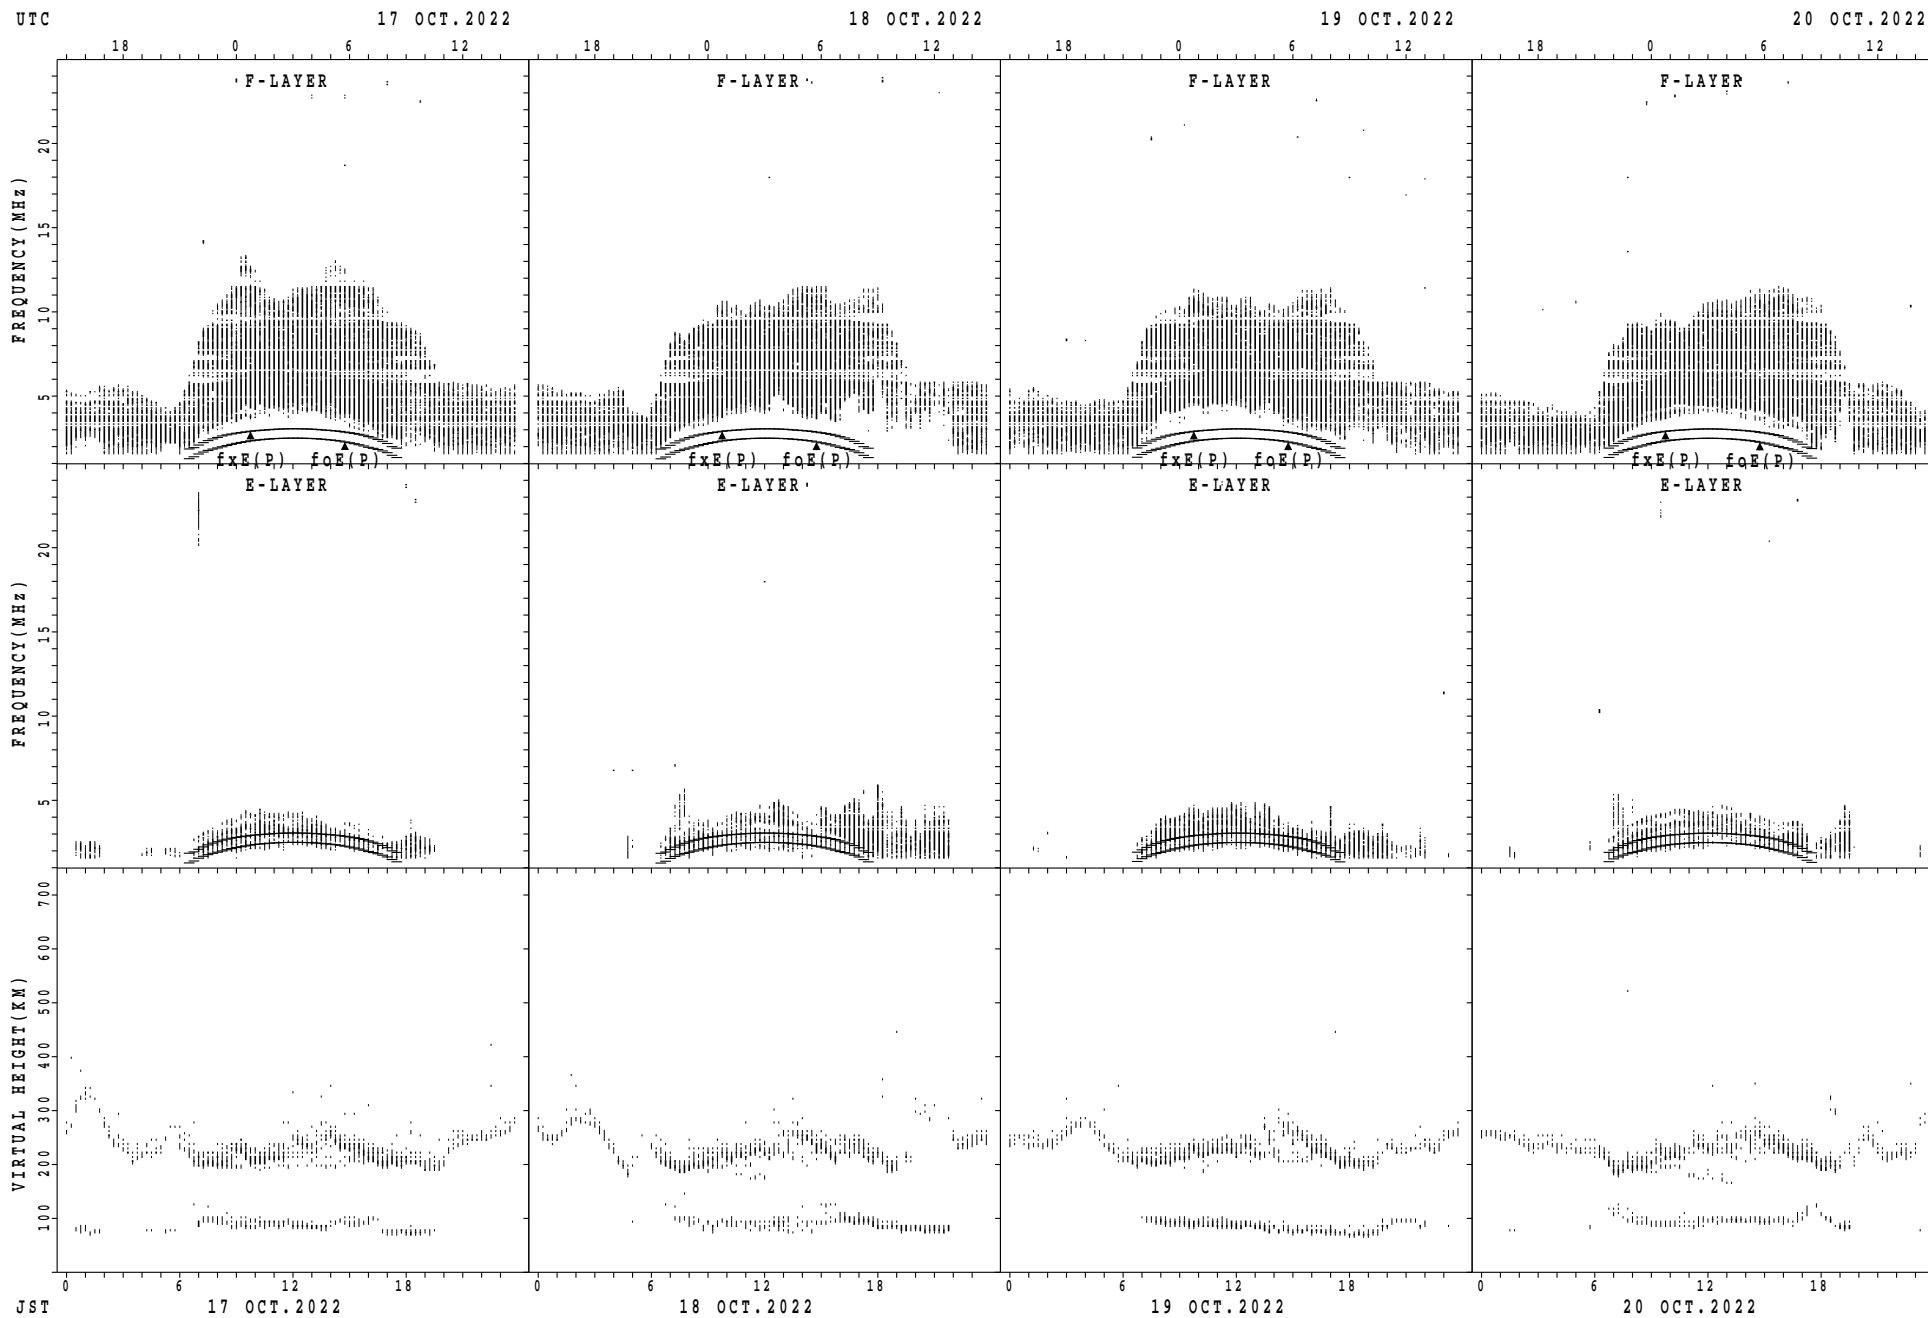 UTC 17 OCT.2022 18 OCT.2022 19 OCT.2022 20 OCT.2022
18 0 6 12 18 0 6 12 18 0 6 12 18 0 6 12
F-LAYER F-LAYER F-LAYER F-LAYER
FREQUENCY(MHz)
20
15
10
5
fxE(P) foE(P) fxE(P) foE(P) fxE(P) foE(P) fxE(P) foE(P)
E-LAYER E-LAYER E-LAYER E-LAYER
FREQUENCY(MHz)
20
15
10
5
VIRTUAL HEIGHT(KM)
700
600
500
400
300
200
100
0 6 12 18 0 6 12 18 0 6 12 18 0 6 12 18
JST 17 OCT.2022 18 OCT.2022 19 OCT.2022 20 OCT.2022